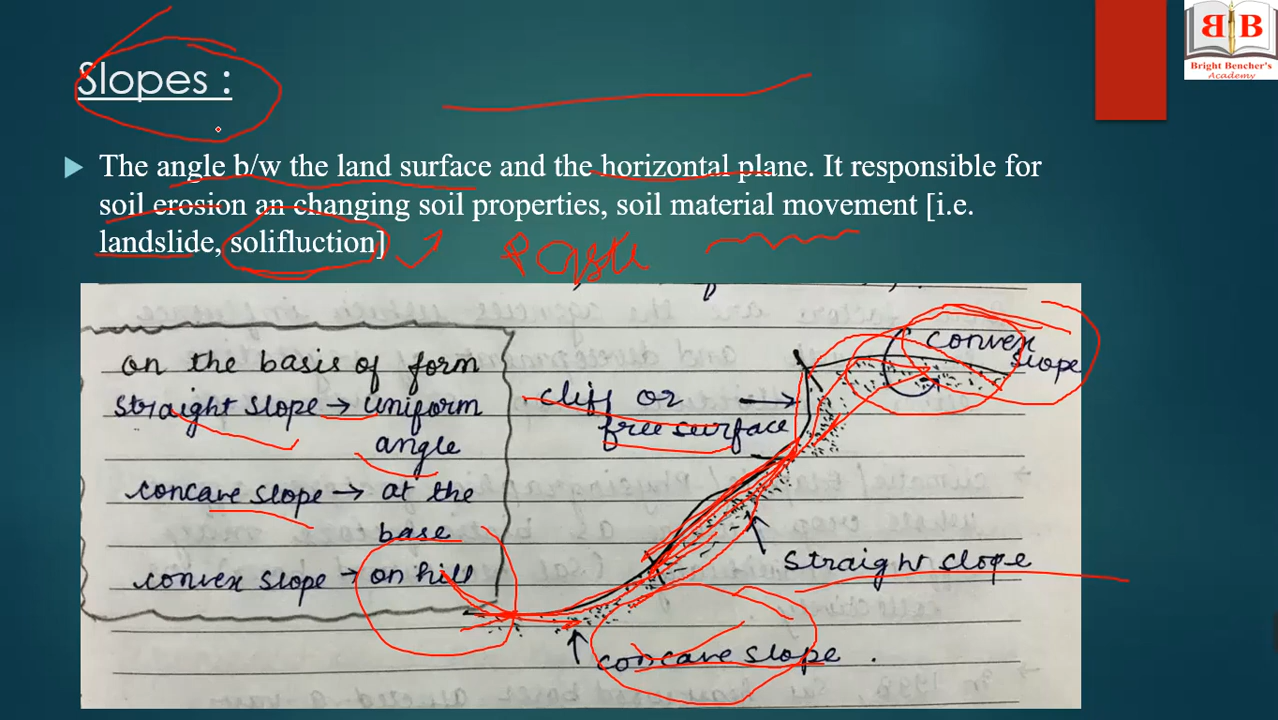 BB
Bright Bencher's
Academy
Slopes :
The angle b/w the land surface and the horizontal plane. It responsible for
soil erosion an changing soil properties, soil material movement [i.e.
landslide, solifluction]
on the basis of form
straight slope → uniform
angle
concave slope → at the
base
convex slope → on hill
convex
slope
cliff or →
free surface
straight slope
concave slope .